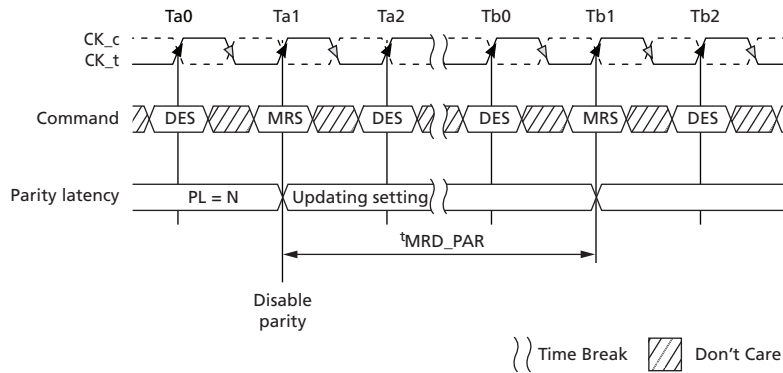 Ta0 Ta1 Ta2 Tb0 Tb1 Tb2
CK_c
CK_t
Command DES MRS DES DES MRS DES
Parity latency PL = N Updating setting
tMRD_PAR
Disable
parity
Time Break Don't Care